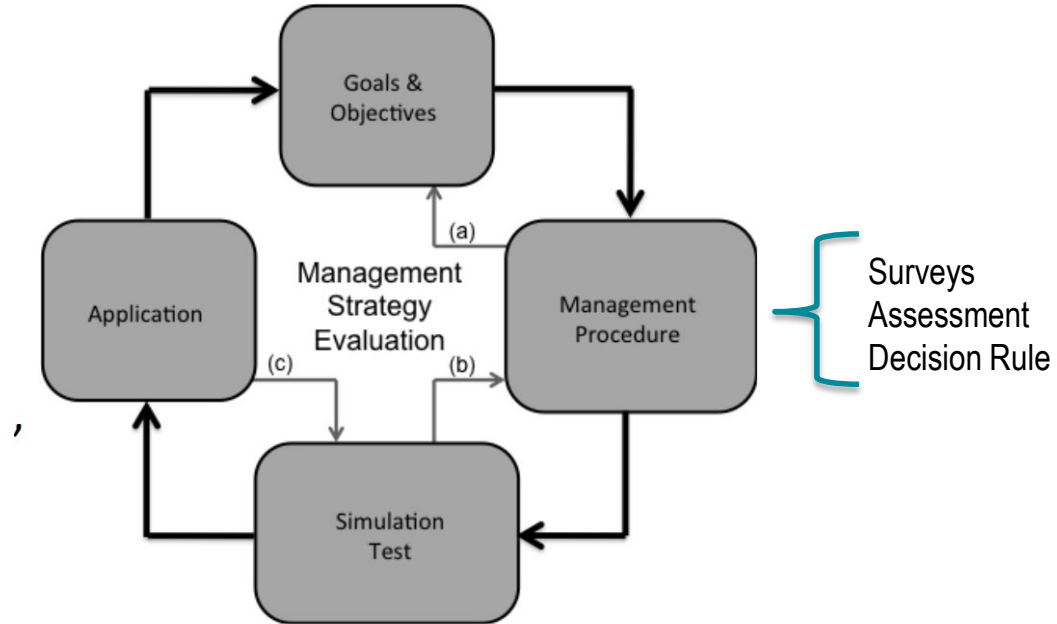 Goals &
Objectives
(a)
Management
Strategy
Evaluation
Application
Management
Procedure
Surveys
Assessment
Decision Rule
(c)
(b)
,
Simulation
Test